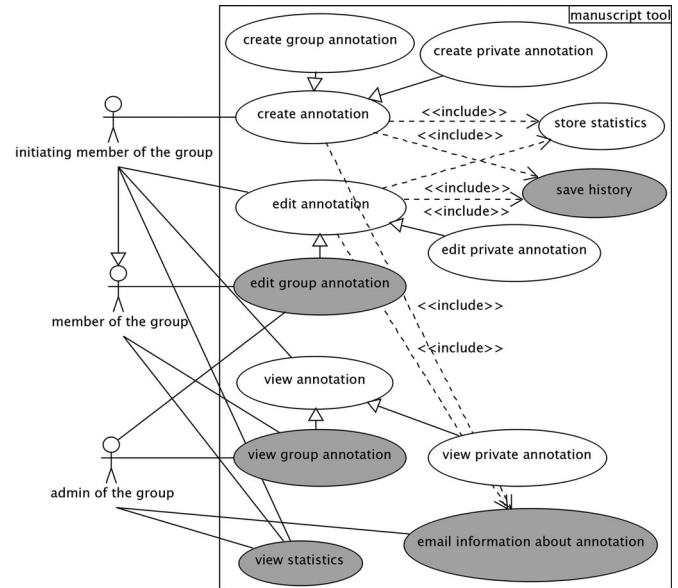 manuscript tool
create group annotation
create private annotation
create annotation
<<include>>
store statistics
<<include>>
initiating member of the group
save history
edit annotation
<<include>>
<<include>>
edit private annotation
edit group annotation
member of the group
<<include>>
<<include>>
view annotation
view group annotation
view private annotation
admin of the group
email information about annotation
view statistics